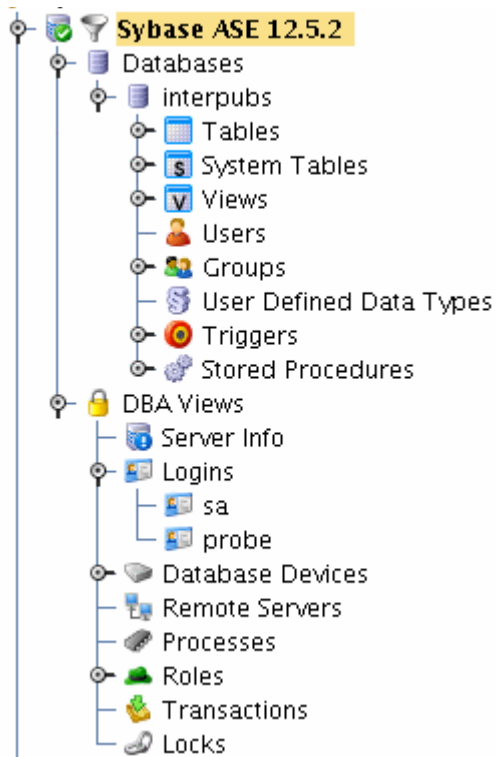 Sybase ASE 12.5.2
Databases
interpubs
Tables
S System Tables
V Views
Users
Groups
User Defined Data Types
Triggers
Stored Procedures
DBA Views
Server Info
Logins
sa
probe
Database Devices
Remote Servers
Processes
Roles
Transactions
Locks